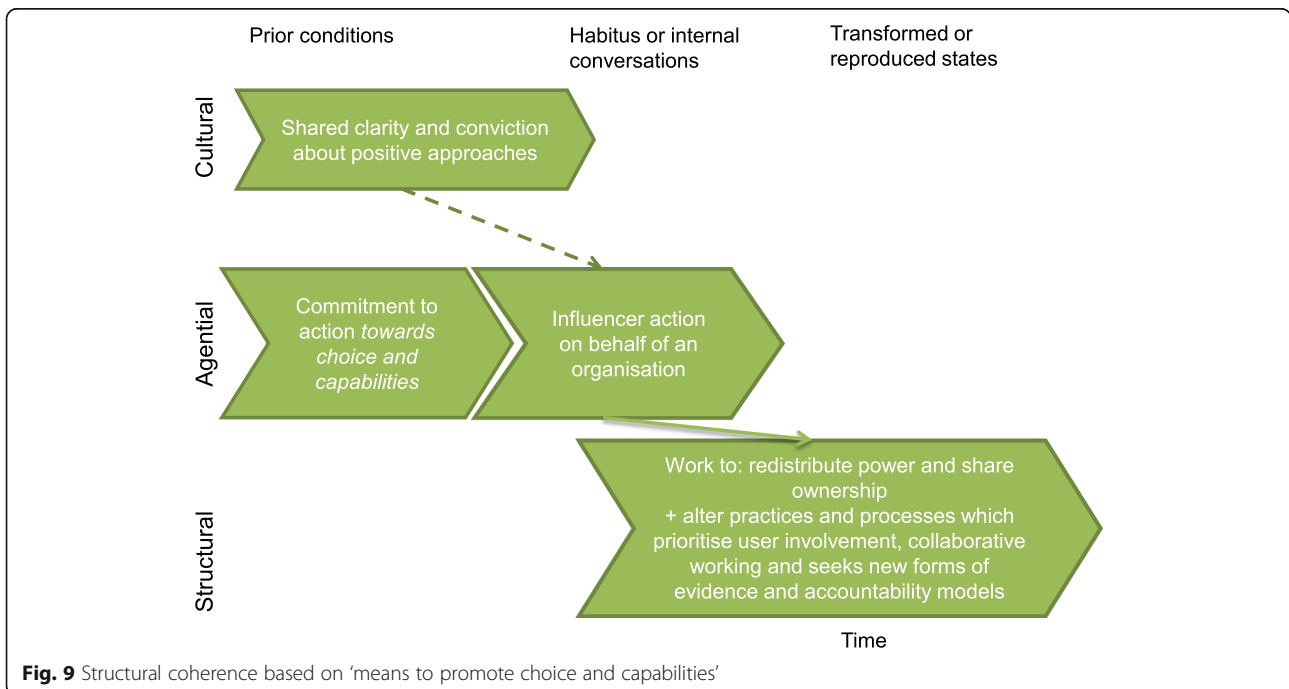 Prior conditions
Habitus or internal
conversations
Transformed or
reproduced states
Cultural
Shared clarity and conviction
about positive approaches
Agential
Commitment to
action towards
choice and
capabilities
Influencer action
on behalf of an
organisation
Structural
Work to: redistribute power and share
ownership
+ alter practices and processes which
prioritise user involvement, collaborative
working and seeks new forms of
evidence and accountability models
Time
Fig. 9 Structural coherence based on ‘means to promote choice and capabilities’